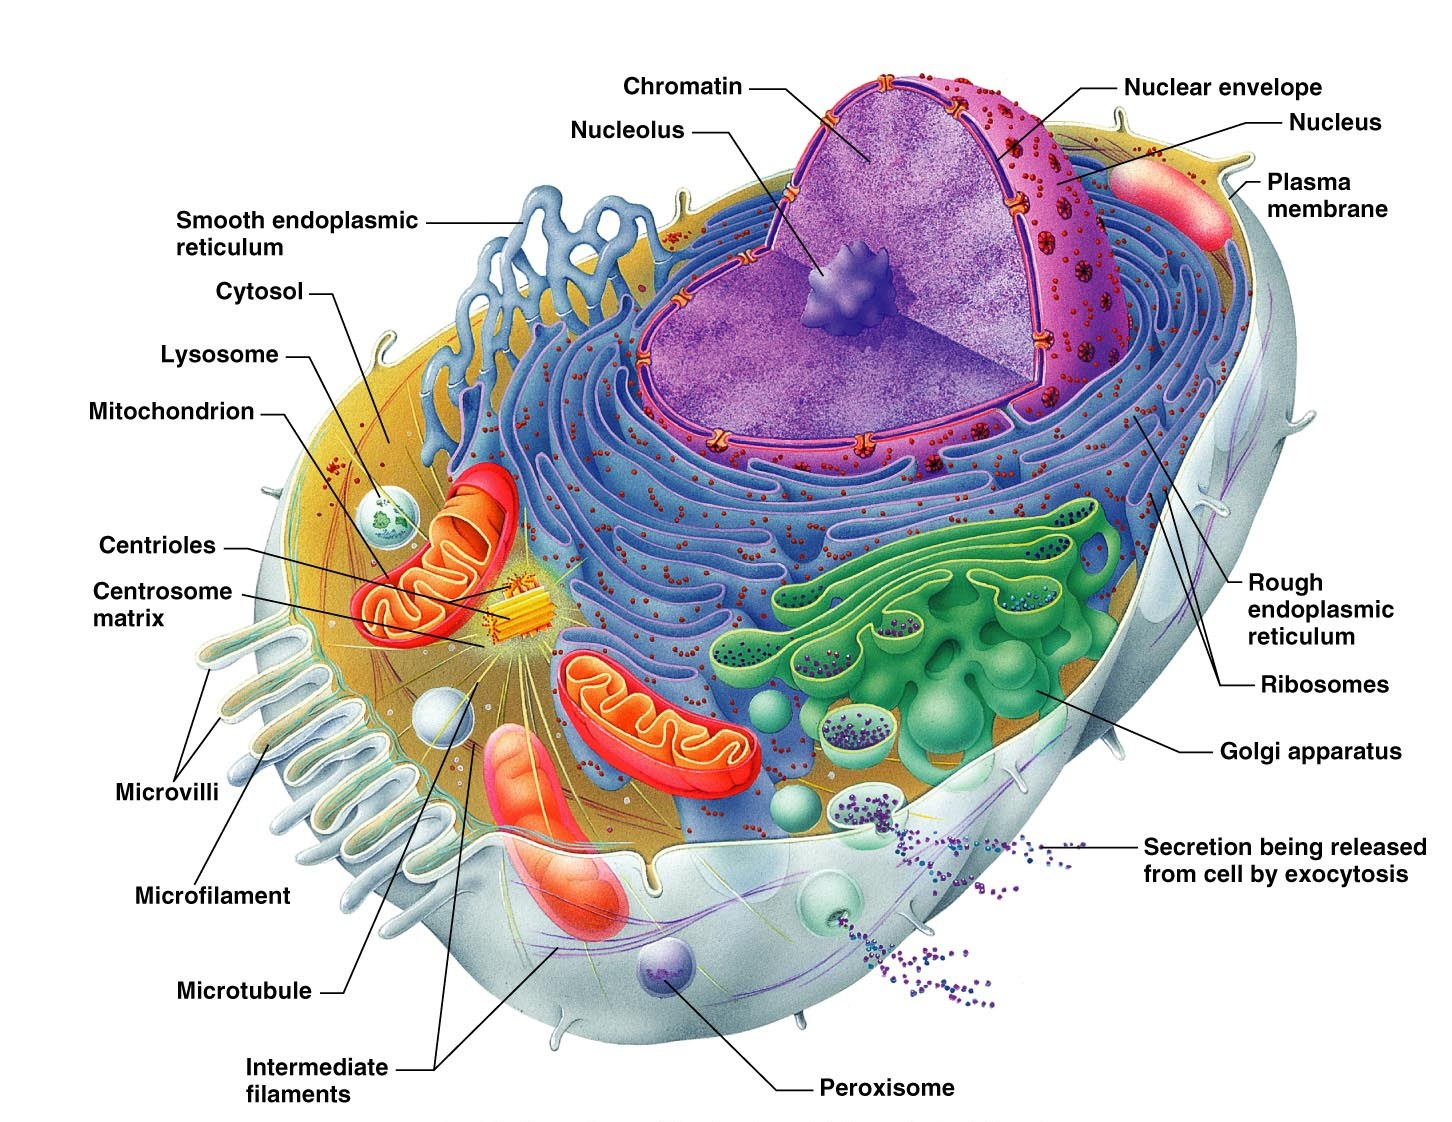 Chromatin
Nuclear envelope
Nucleolus
Nucleus
Plasma
membrane
Smooth endoplasmic
reticulum
Cytosol
Lysosome
Mitochondrion
Centrioles
Centrosome
matrix
Rough
endoplasmic
reticulum
Ribosomes
Golgi apparatus
Microvilli
Secretion being released
from cell by exocytosis
Microfilament
Microtubule
Intermediate
filaments
Peroxisome